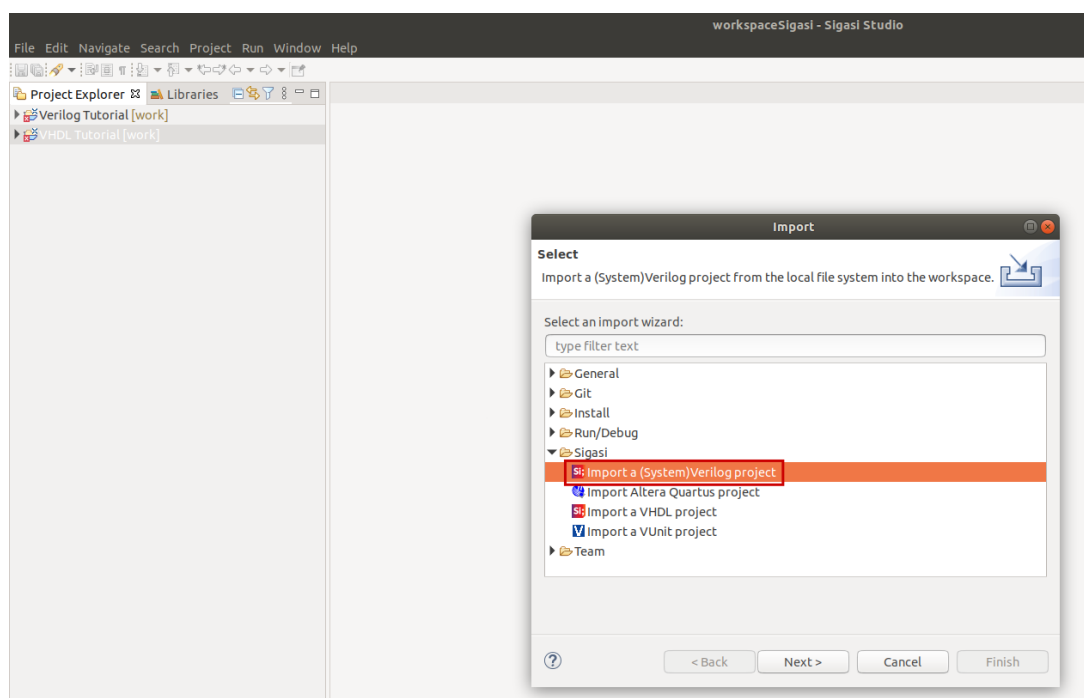 workspaceSigasi - Sigasi Studio
File Edit Navigate Search Project Run Window Help
Project Explorer Libraries
Verilog Tutorial [work]
VHDL Tutorial [work]
Import
Select
Import a (System)Verilog project from the local file system into the workspace.
Select an import wizard:
type filter text
General
Git
Install
Run/Debug
Sigasi
Import a (System)Verilog project
Import Altera Quartus project
Import a VHDL project
Import a VUnit project
Team
< Back Next > Cancel Finish